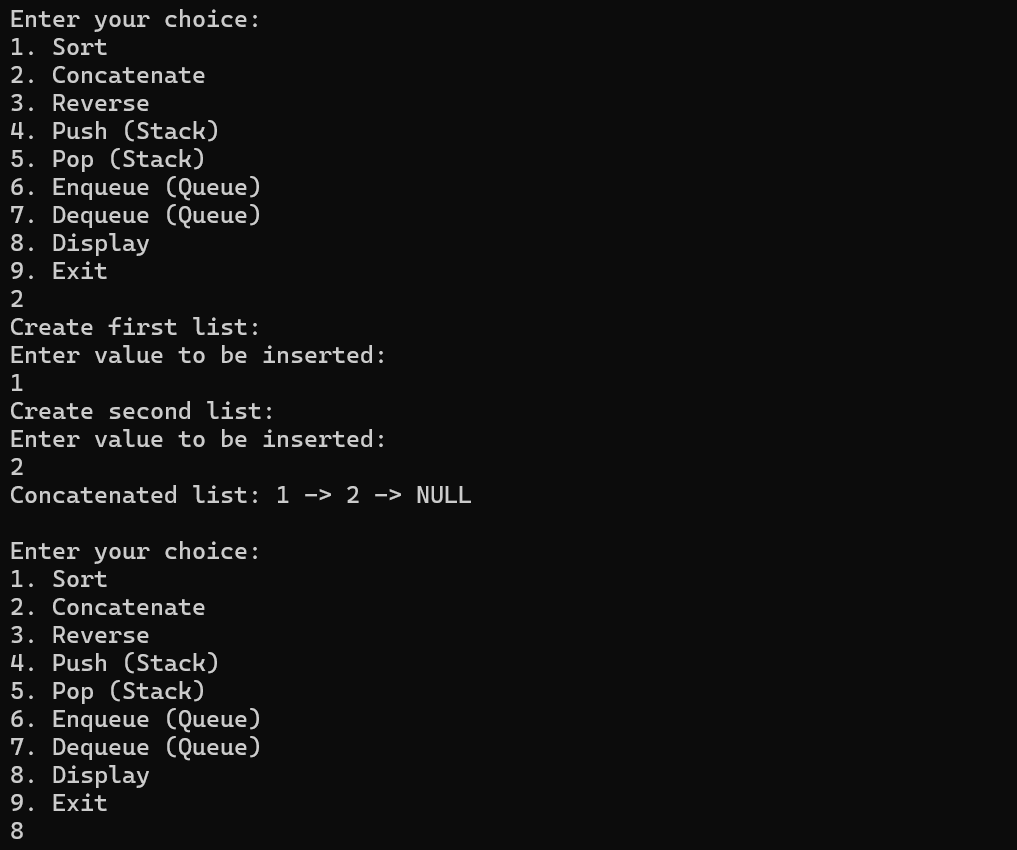 Enter your choice:
1. Sort
2. Concatenate
3. Reverse
4. Push (Stack)
5. Pop (Stack)
6. Enqueue (Queue)
7. Dequeue (Queue)
8. Display
9. Exit
2
Create first list:
Enter value to be inserted:
1
Create second list:
Enter value to be inserted:
2
Concatenated list: 1 -> 2 -> NULL

Enter your choice:
1. Sort
2. Concatenate
3. Reverse
4. Push (Stack)
5. Pop (Stack)
6. Enqueue (Queue)
7. Dequeue (Queue)
8. Display
9. Exit
8